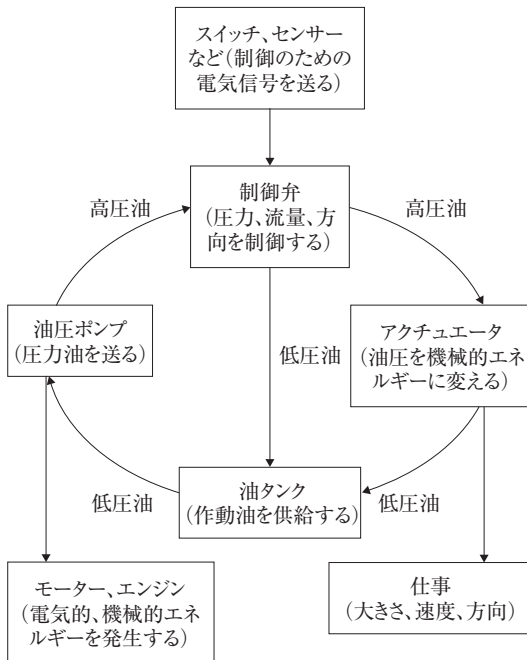 スイッチ、センサー
など(制御のための
電気信号を送る)
制御弁
(圧力、流量、方
向を制御する)
高圧油
高圧油
油圧ポンプ
(圧力油を送る)
低圧油
アクチュエータ
(油圧を機械的エネ
ルギーに変える)
油タンク
(作動油を供給する)
低圧油
低圧油
モーター、エンジン
(電気的、機械的エネ
ルギーを発生する)
仕事
(大きさ、速度、方向)